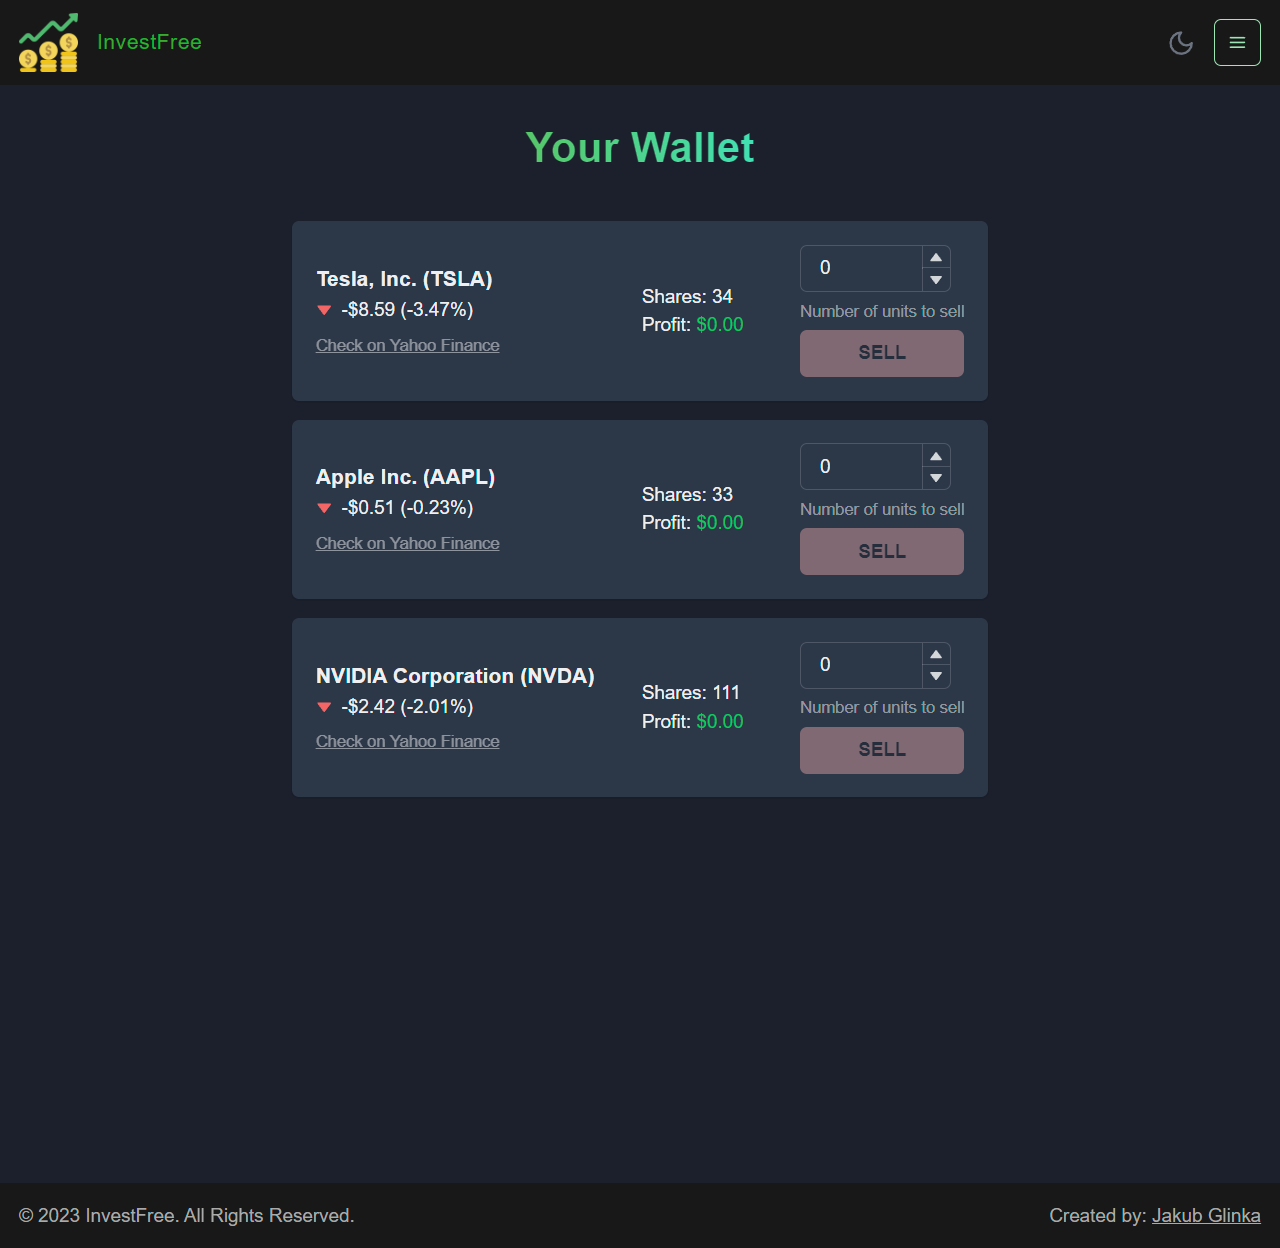 InvestFree
Your Wallet
Tesla, Inc. (TSLA)
-$8.59 (-3.47%)
Check on Yahoo Finance
Shares: 34
Profit: $0.00
0
Number of units to sell
SELL
Apple Inc. (AAPL)
-$0.51 (-0.23%)
Check on Yahoo Finance
Shares: 33
Profit: $0.00
0
Number of units to sell
SELL
NVIDIA Corporation (NVDA)
-$2.42 (-2.01%)
Check on Yahoo Finance
Shares: 111
Profit: $0.00
0
Number of units to sell
SELL
© 2023 InvestFree. All Rights Reserved.
Created by: Jakub Glinka